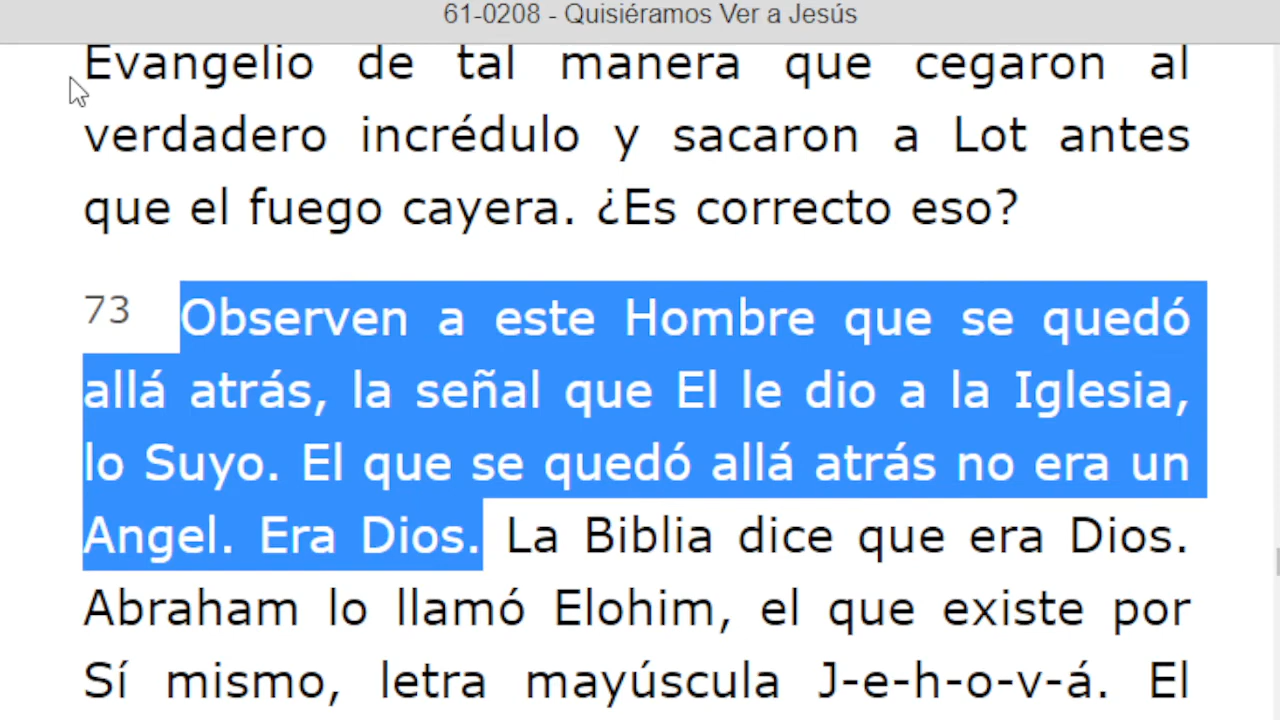 61-0208 - Quisiéramos Ver a Jesús
Evangelio de tal manera que cegaron al
verdadero incrédulo y sacaron a Lot antes
que el fuego cayera. ¿Es correcto eso?
73 Observen a este Hombre que se quedó
allá atrás, la señal que El le dio a la Iglesia,
lo Suyo. El que se quedó allá atrás no era un
Angel. Era Dios. La Biblia dice que era Dios.
Abraham lo llamó Elohim, el que existe por
Sí mismo, letra mayúscula J-e-h-o-v-á. El